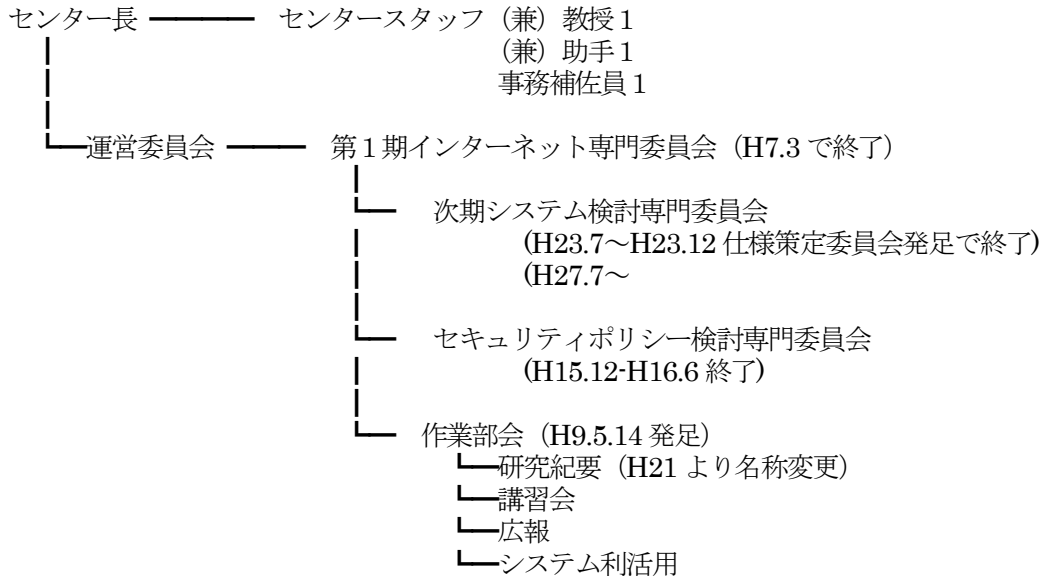 センター長 センタースタッフ (兼) 教授1
(兼) 助手1
事務補佐員1
運営委員会 第1期インターネット専門委員会 (H7.3で終了)
次期システム検討専門委員会
(H23.7～H23.12 仕様策定委員会発足で終了)
(H27.7～
セキュリティポリシー検討専門委員会
(H15.12-H16.6 終了)
作業部会 (H9.5.14 発足)
研究紀要 (H21 より名称変更)
講習会
広報
システム利活用